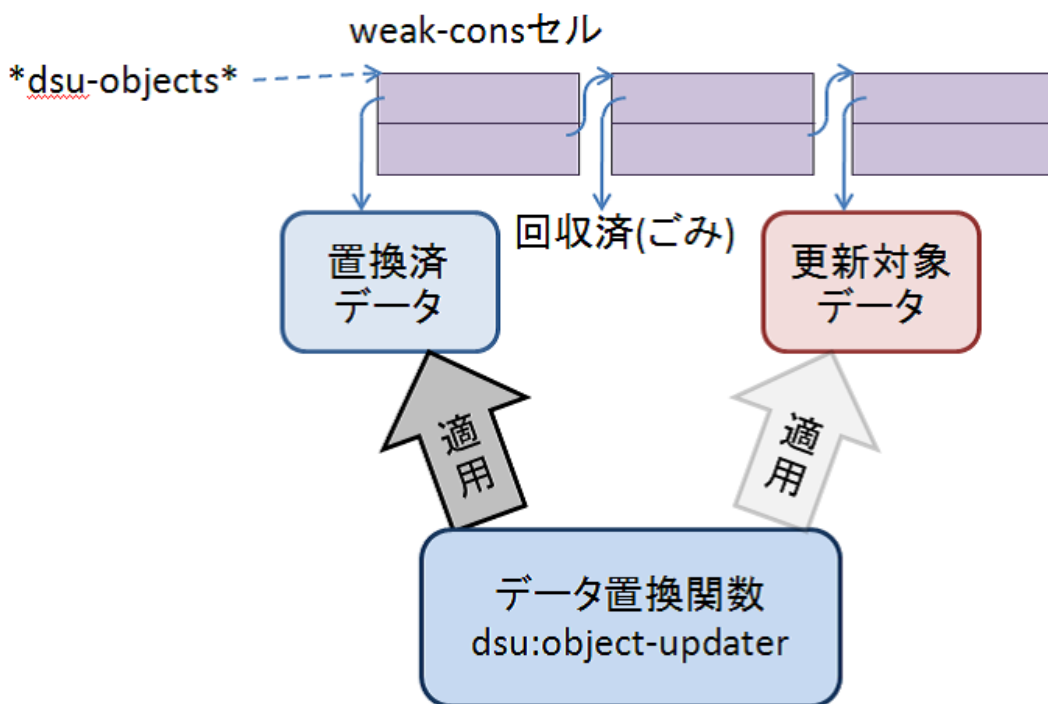 weak-consセル
*dsu-objects*
回収済(ごみ)
置換済
データ
更新対象
データ
適
用
適
用
データ置換関数
dsu:object-updater